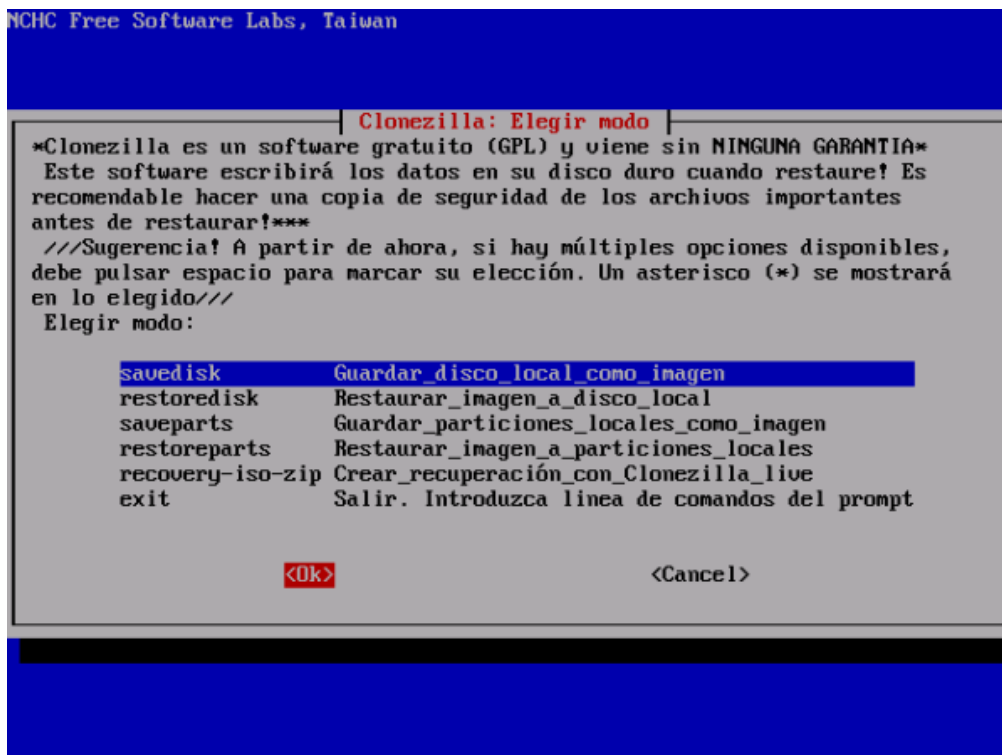 NCHC Free Software Labs, Taiwan
Clonezilla: Elegir modo
*Clonezilla es un software gratuito (GPL) y viene sin NINGUNA GARANTIA*
Este software escribirá los datos en su disco duro cuando restaure! Es
recomendable hacer una copia de seguridad de los archivos importantes
antes de restaurar!***
///Sugerencia! A partir de ahora, si hay múltiples opciones disponibles,
debe pulsar espacio para marcar su elección. Un asterisco (*) se mostrará
en lo elegido///
Elegir modo:
savedisk Guardar_disco_local_como_imagen
restoredisk Restaurar_imagen_a_disco_local
saveparts Guardar_particiones_locales_como_imagen
restoreparts Restaurar_imagen_a_particiones_locales
recovery-iso-zip Crear_recuperación_con_Clonezilla_live
exit Salir. Introduzca linea de comandos del prompt
<Ok> <Cancel>